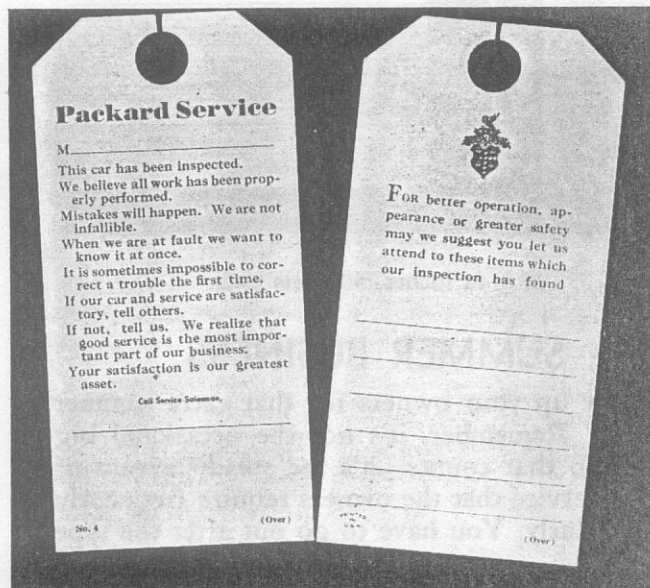 Packard Service
M
This car has been inspected.
We believe all work has been prop-
erly performed.
Mistakes will happen. We are not
infallible.
When we are at fault we want to
know it at once.
It is sometimes impossible to cor-
rect a trouble the first time.
If our car and service are satisfac-
tory, tell others.
If not, tell us. We realize that
good service is the most impor-
tant part of our business.
Your satisfaction is our greatest
asset.
Call Service Salesman,
No. 4
(Over)
FOR better operation, ap-
pearance or greater safety
may we suggest you let us
attend to these items which
our inspection has found
PRINTED
IN
U.S.A.
(Over)